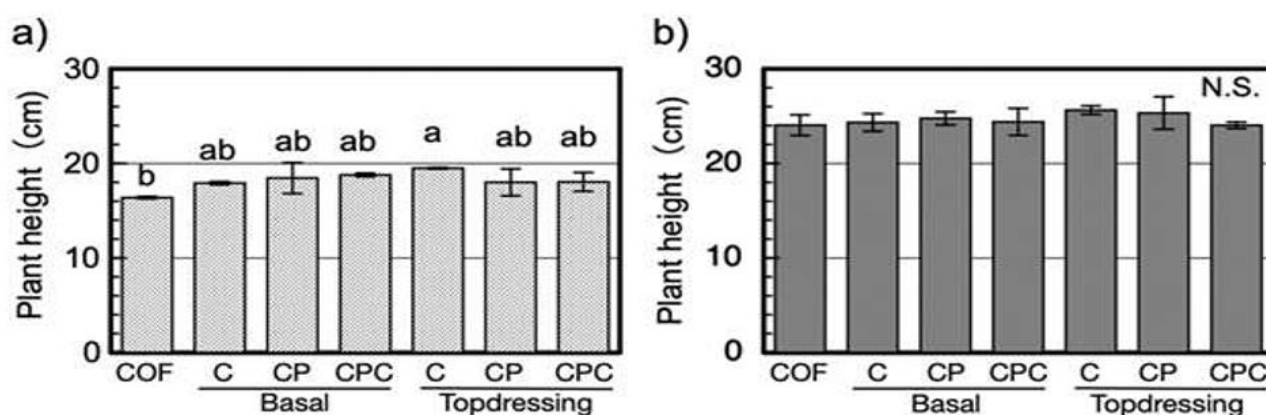 a)
Plant height (cm)
30
20
10
0
b
ab
ab
ab
a
ab
ab
COF
C
CP
CPC
C
CP
CPC
Basal
Topdressing
b)
Plant height (cm)
30
20
10
0
N.S.
COF
C
CP
CPC
C
CP
CPC
Basal
Topdressing